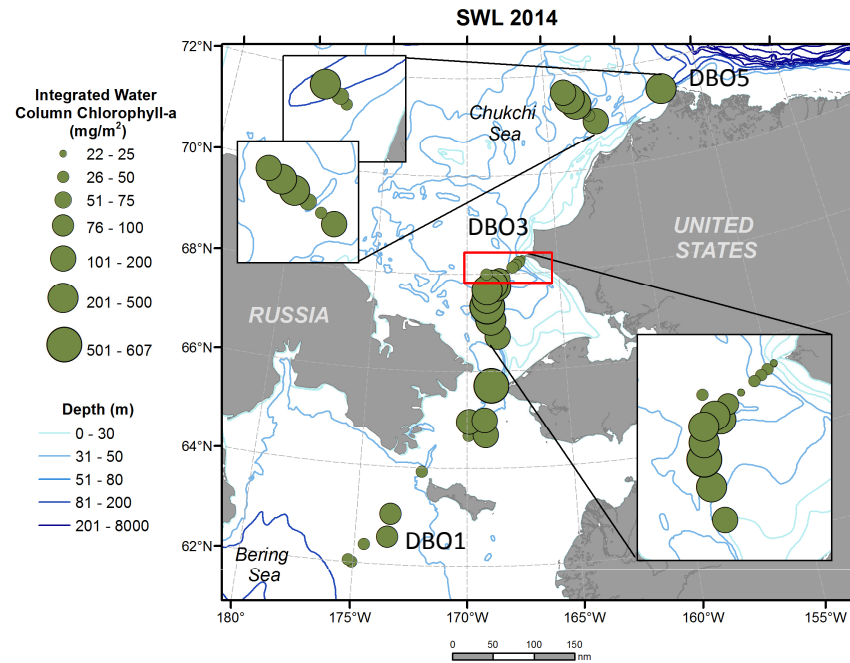 SWL 2014
Integrated Water
Column Chlorophyll-a
(mg/m²)
22 - 25
26 - 50
51 - 75
76 - 100
101 - 200
201 - 500
501 - 607
Depth (m)
0 - 30
31 - 50
51 - 80
81 - 200
201 - 8000
72°N
70°N
68°N
66°N
64°N
62°N
DBO5
Chukchi
Sea
DBO3
UNITED
STATES
RUSSIA
DBO1
Bering
Sea
180°
175°W
170°W
165°W
160°W
155°W
0 50 100 150
nm